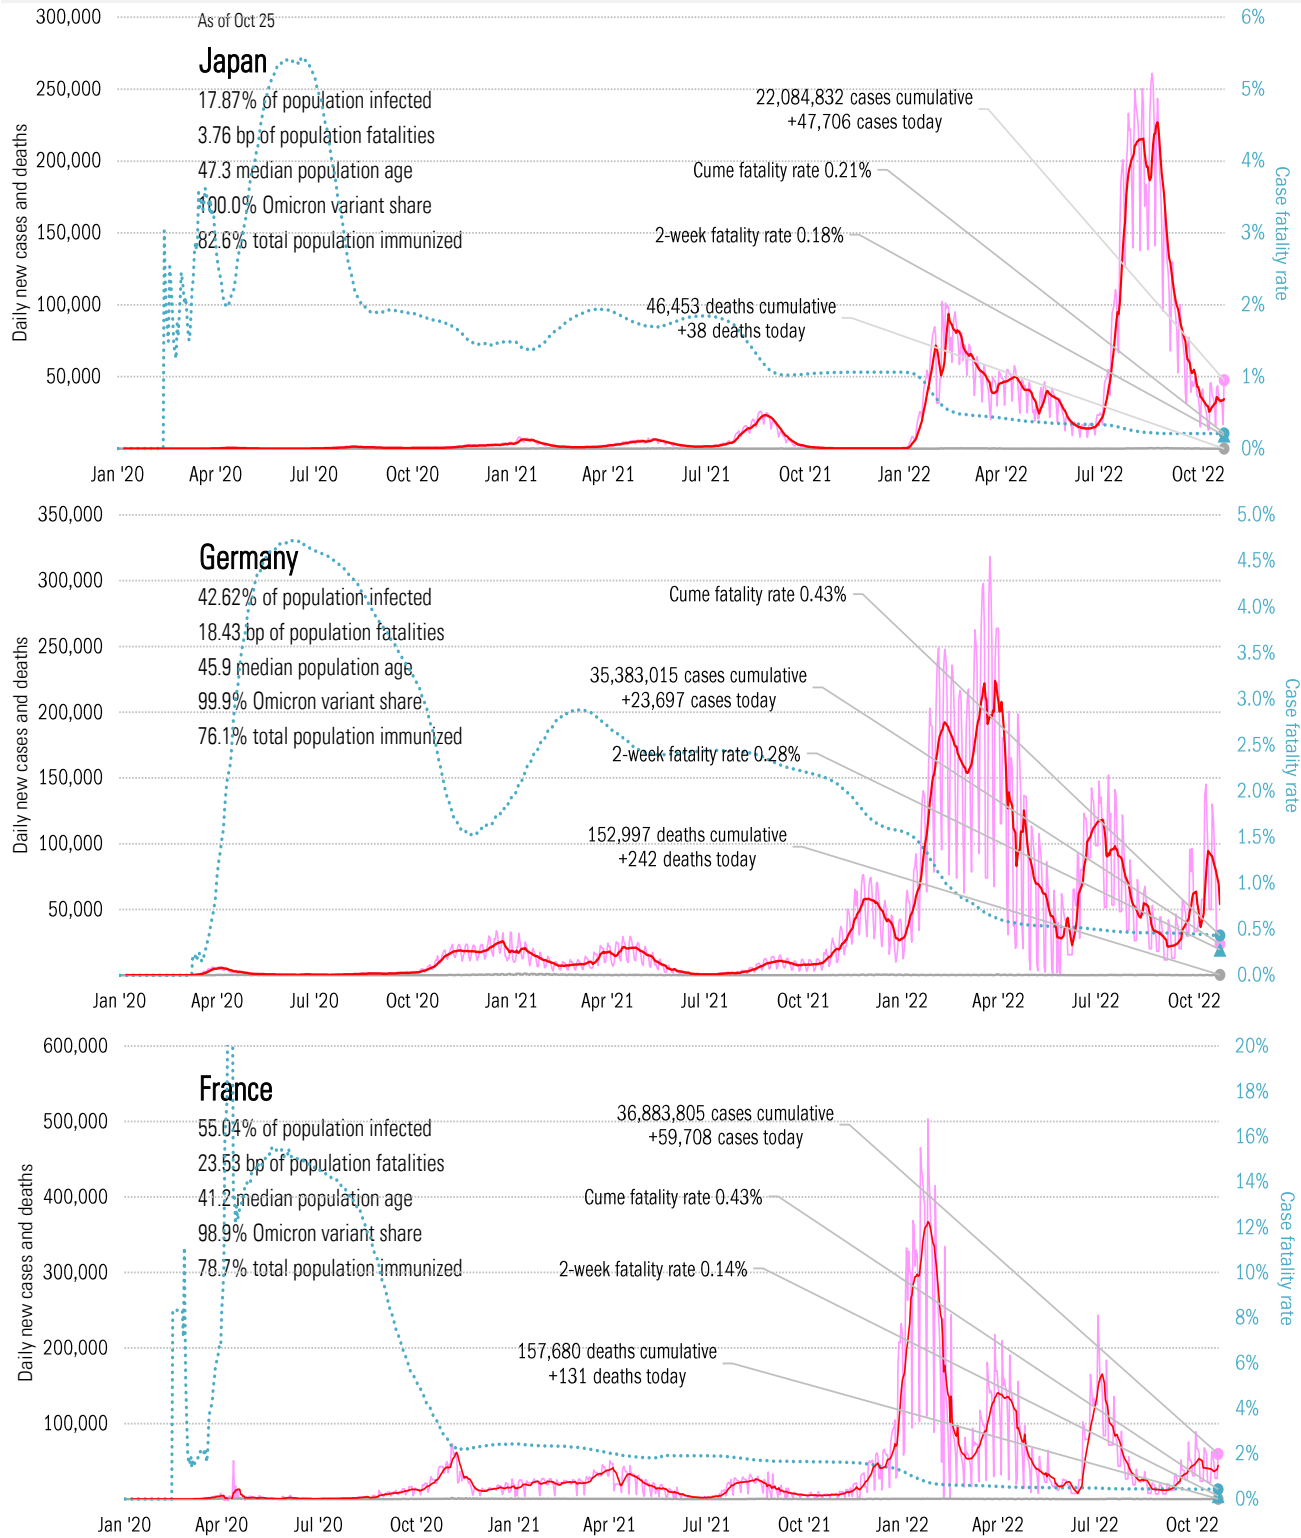 As of Oct 25
Japan
17.87% of population infected
3.76 bp of population fatalities
47.3 median population age
100.0% Omicron variant share
82.6% total population immunized
22,084,832 cases cumulative
+47,706 cases today
Cume fatality rate 0.21%
2-week fatality rate 0.18%
46,453 deaths cumulative
+38 deaths today
Daily new cases and deaths
300,000
250,000
200,000
150,000
100,000
50,000
6%
5%
4%
3%
2%
1%
0%
Case fatality rate
Jan '20 Apr '20 Jul '20 Oct '20 Jan '21 Apr '21 Jul '21 Oct '21 Jan '22 Apr '22 Jul '22 Oct '22
Germany
42.62% of population infected
18.43 bp of population fatalities
45.9 median population age
99.9% Omicron variant share
76.1% total population immunized
Cume fatality rate 0.43%
35,383,015 cases cumulative
+23,697 cases today
2-week fatality rate 0.28%
152,997 deaths cumulative
+242 deaths today
Daily new cases and deaths
350,000
300,000
250,000
200,000
150,000
100,000
50,000
5.0%
4.5%
4.0%
3.5%
3.0%
2.5%
2.0%
1.5%
1.0%
0.5%
0.0%
Case fatality rate
Jan '20 Apr '20 Jul '20 Oct '20 Jan '21 Apr '21 Jul '21 Oct '21 Jan '22 Apr '22 Jul '22 Oct '22
France
55.04% of population infected
23.53 bp of population fatalities
41.2 median population age
98.9% Omicron variant share
78.7% total population immunized
36,883,805 cases cumulative
+59,708 cases today
Cume fatality rate 0.43%
2-week fatality rate 0.14%
157,680 deaths cumulative
+131 deaths today
Daily new cases and deaths
600,000
500,000
400,000
300,000
200,000
100,000
20%
18%
16%
14%
12%
10%
8%
6%
4%
2%
0%
Case fatality rate
Jan '20 Apr '20 Jul '20 Oct '20 Jan '21 Apr '21 Jul '21 Oct '21 Jan '22 Apr '22 Jul '22 Oct '22